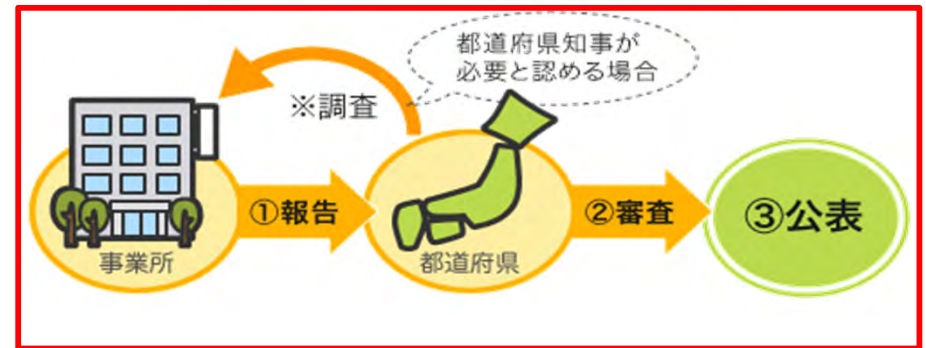 都道府県知事が
必要と認める場合
※調査
①報告
②審査
③公表
事業所
都道府県